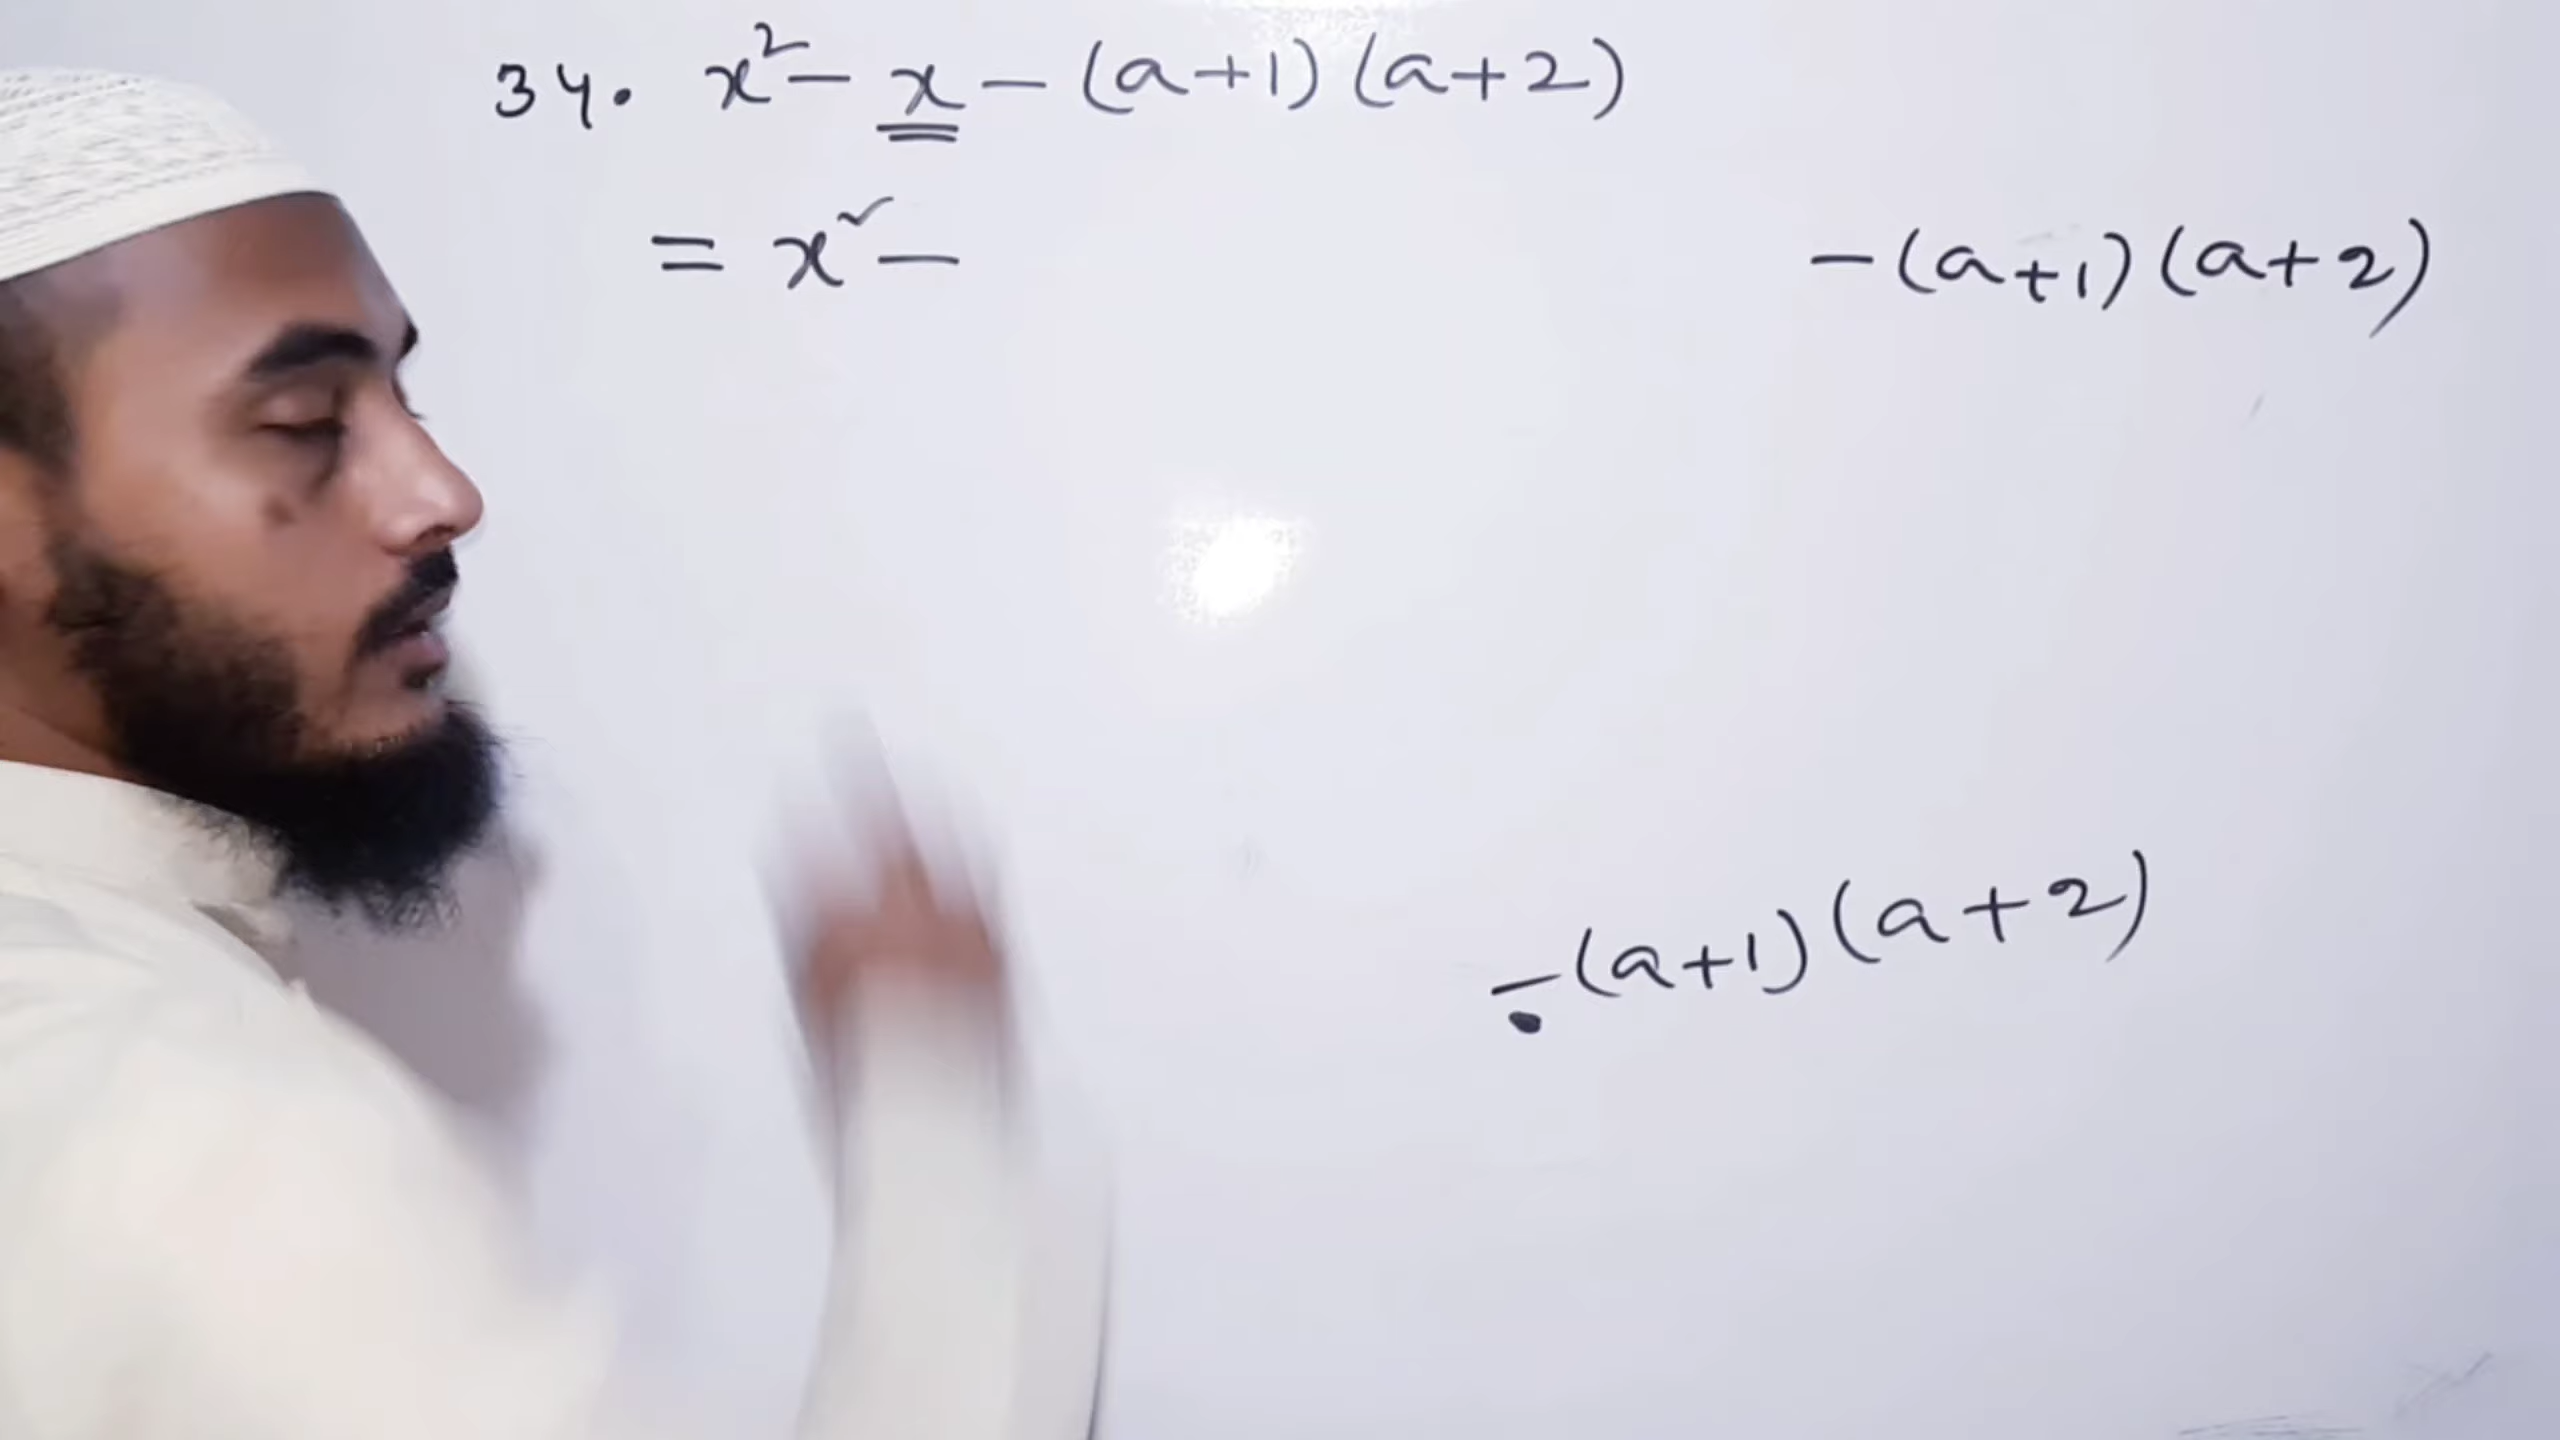 34. x² - x - (a+1)(a+2)
= x² - - (a+1)(a+2)
- (a+1)(a+2)